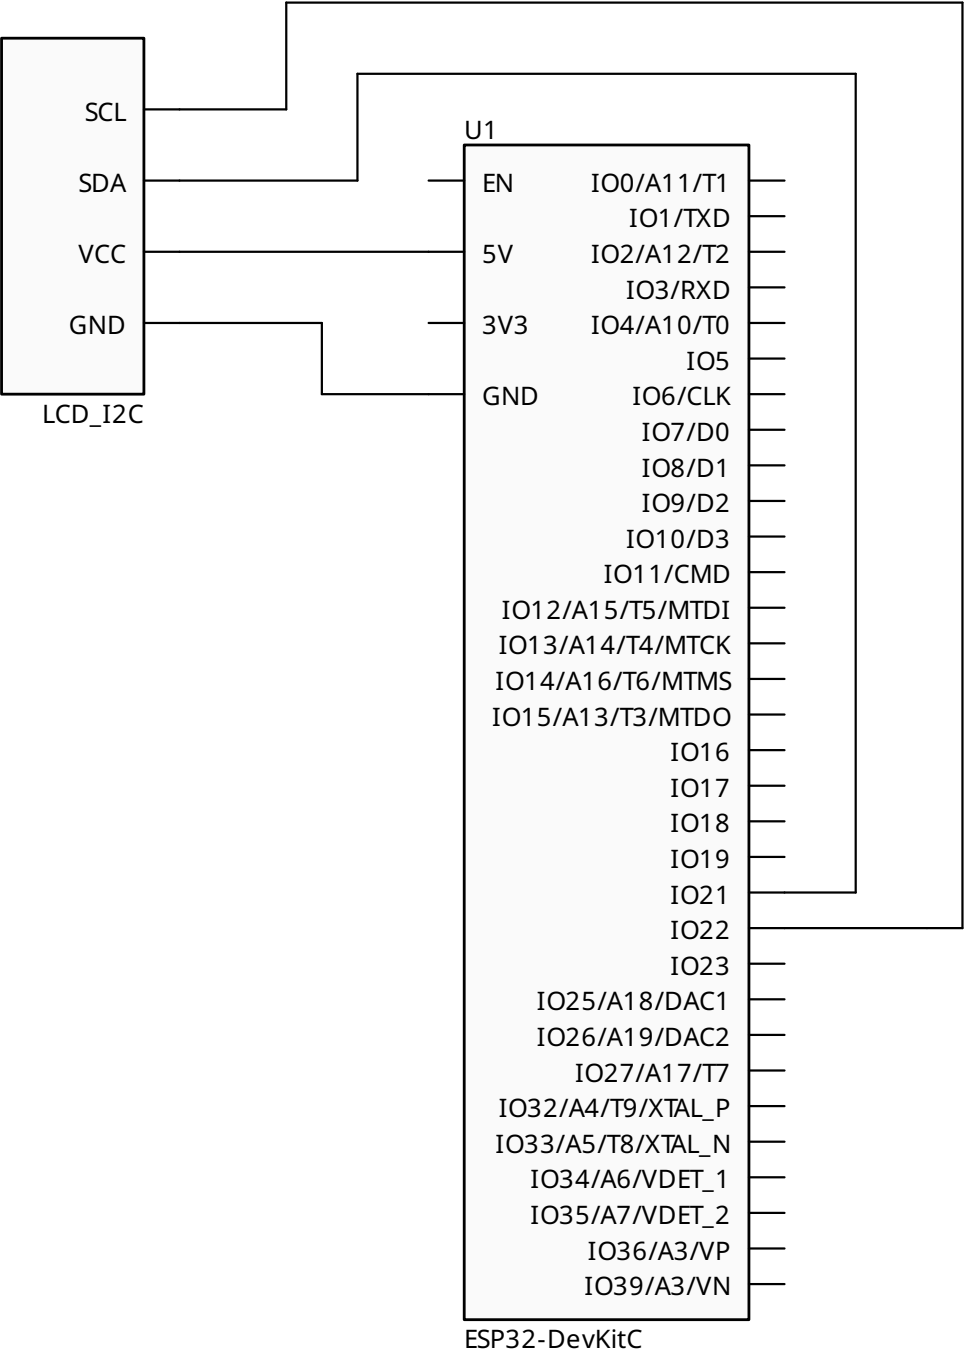 SCL
SDA
VCC
GND
LCD_I2C
U1
EN
5V
3V3
GND
IO0/A11/T1
IO1/TXD
IO2/A12/T2
IO3/RXD
IO4/A10/T0
IO5
IO6/CLK
IO7/D0
IO8/D1
IO9/D2
IO10/D3
IO11/CMD
IO12/A15/T5/MTDI
IO13/A14/T4/MTCK
IO14/A16/T6/MTMS
IO15/A13/T3/MTDO
IO16
IO17
IO18
IO19
IO21
IO22
IO23
IO25/A18/DAC1
IO26/A19/DAC2
IO27/A17/T7
IO32/A4/T9/XTAL_P
IO33/A5/T8/XTAL_N
IO34/A6/VDET_1
IO35/A7/VDET_2
IO36/A3/VP
IO39/A3/VN
ESP32-DevKitC